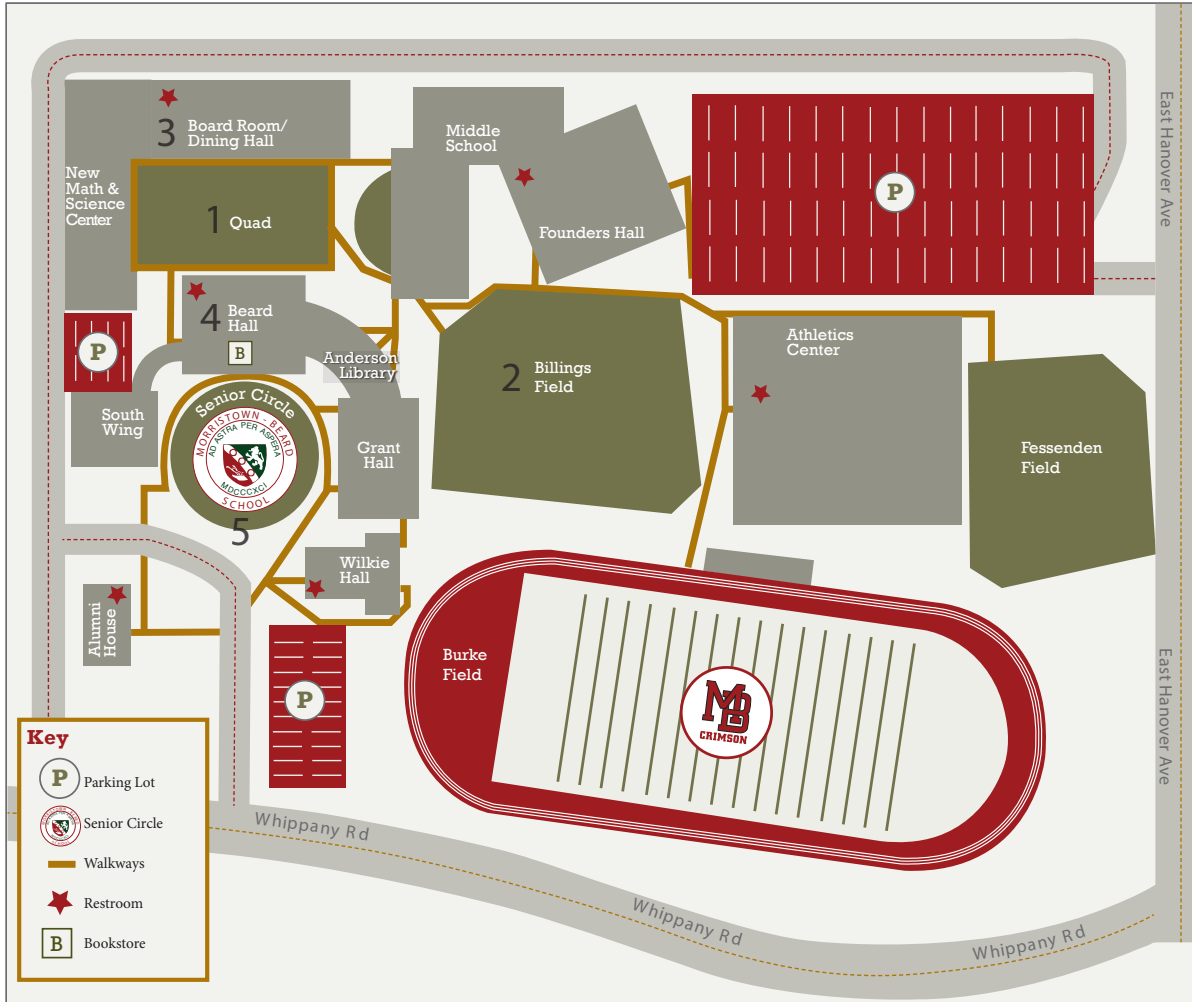 3
Board Room/
Dining Hall
Middle
School
New
Math &
Science
Center
1 Quad
Founders Hall
P
East Hanover Ave
4
Beard
Hall
B
P
Anderson
Library
2
Billings
Field
Athletics
Center
South
Wing
Senior Circle
MORRISTOWN - BEARD
AD ASTRA PER ASPERA
MDCCCXCI
SCHOOL
5
Grant
Hall
Fessenden
Field
Wilkie
Hall
Alumni
House
P
Burke
Field
MB
CRIMSON
East Hanover Ave
Whippany Rd
Whippany Rd
Whippany Rd
Key
P Parking Lot
Senior Circle
Walkways
Restroom
B Bookstore